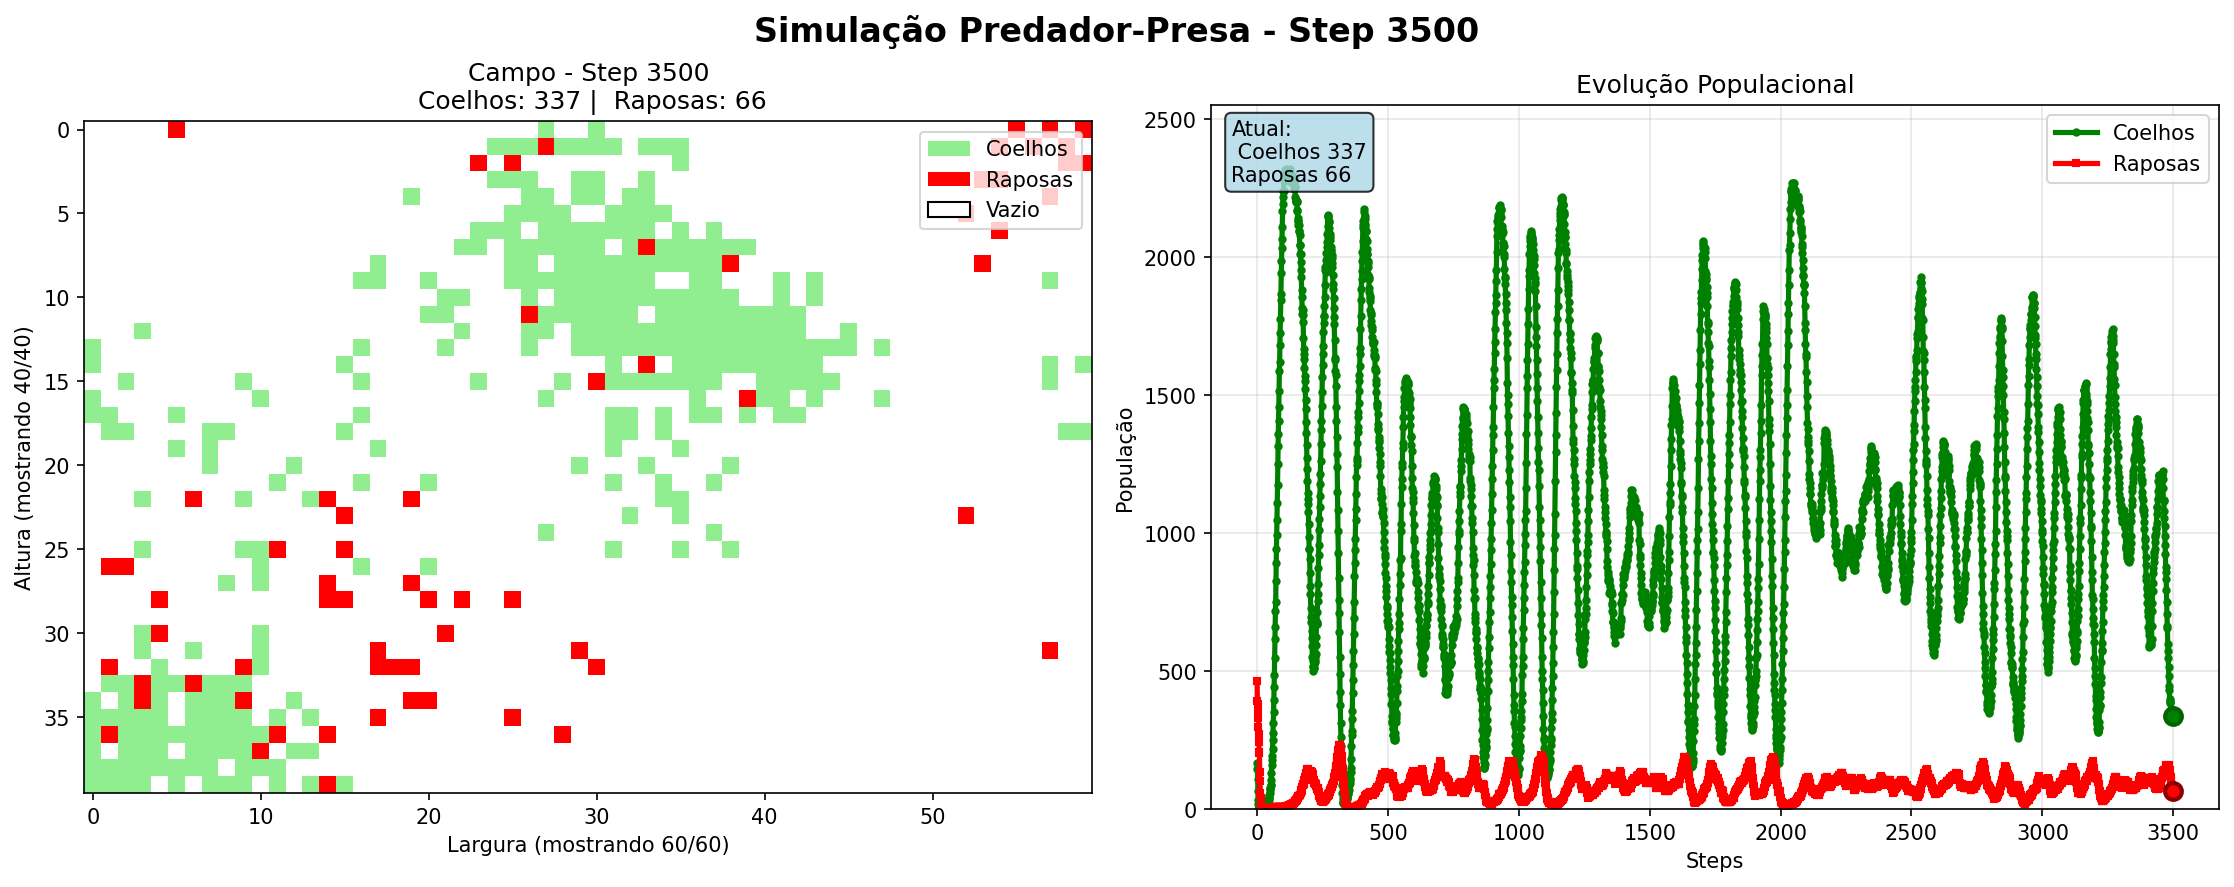 Simulação Predador-Presa - Step 3500
Campo - Step 3500
Coelhos: 337 |  Raposas: 66
Coelhos
Raposas
Vazio
0
5
10
15
20
25
30
35
Altura (mostrando 40/40)
0
10
20
30
40
50
Largura (mostrando 60/60)
Evolução Populacional
Atual:
Coelhos 337
Raposas 66
Coelhos
Raposas
2500
2000
1500
1000
500
0
População
0
500
1000
1500
2000
2500
3000
3500
Steps